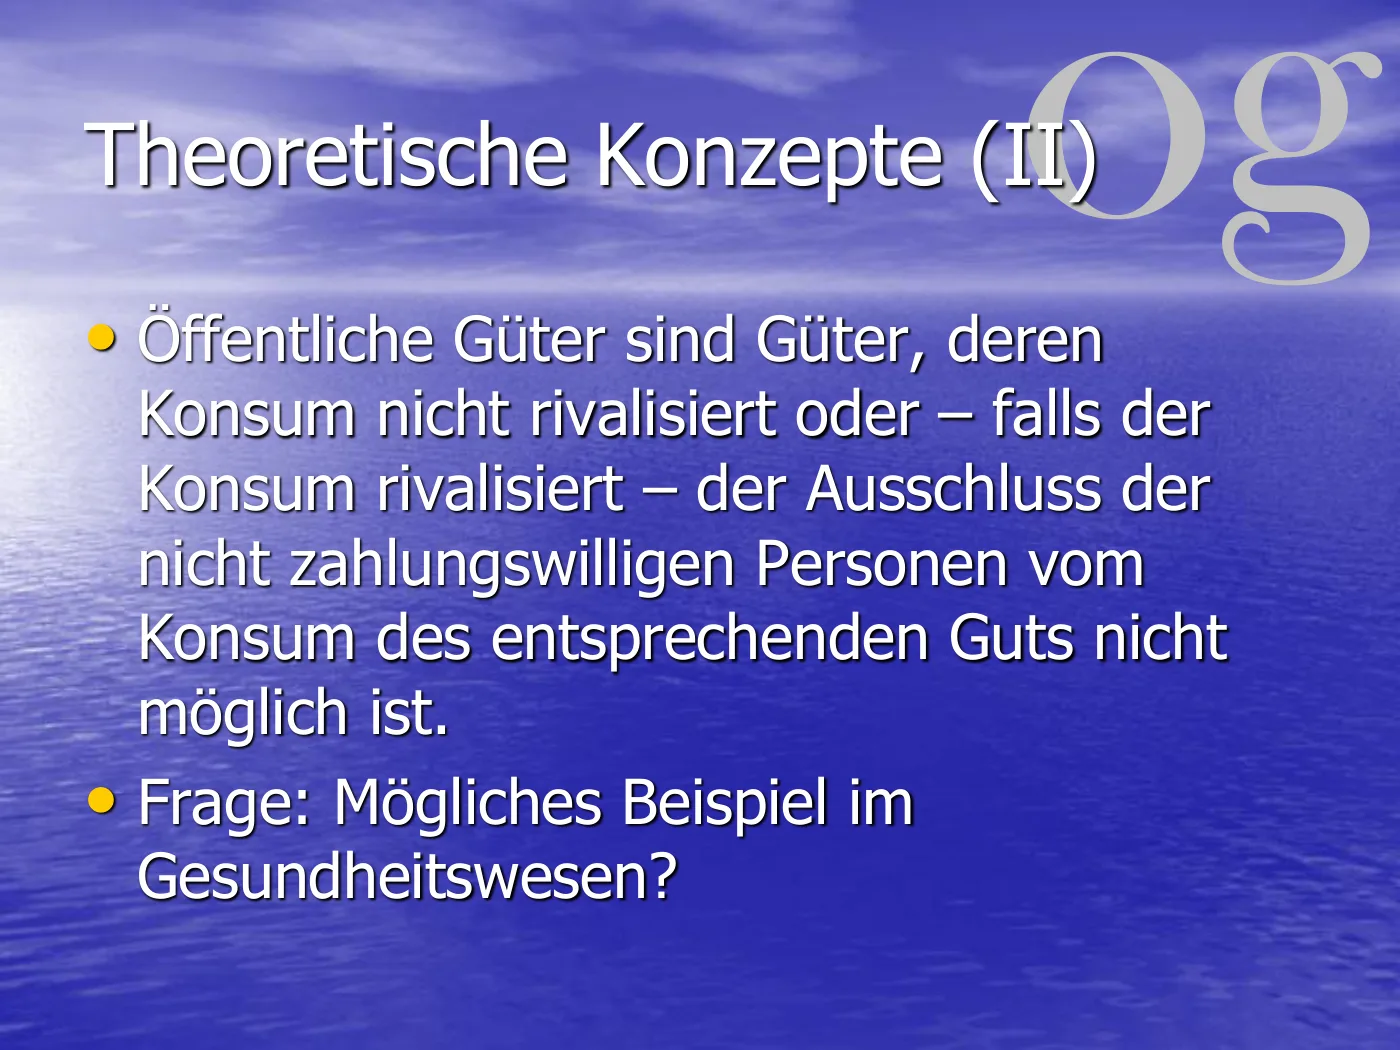 og
Theoretische Konzepte (II)
• Öffentliche Güter sind Güter, deren
Konsum nicht rivalisiert oder – falls der
Konsum rivalisiert – der Ausschluss der
nicht zahlungswilligen Personen vom
Konsum des entsprechenden Guts nicht
möglich ist.
• Frage: Mögliches Beispiel im
Gesundheitswesen?